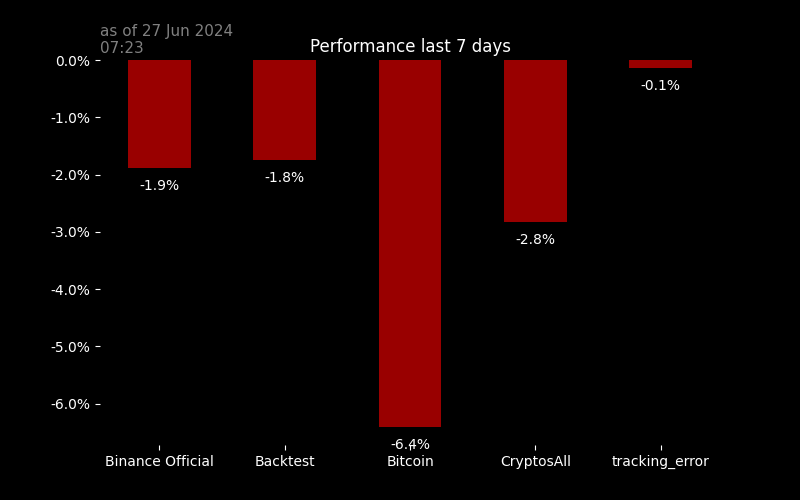 as of 27 Jun 2024
07:23
Performance last 7 days
0.0%
-1.0%
-2.0%
-3.0%
-4.0%
-5.0%
-6.0%
-1.9%
-1.8%
-6.4%
-2.8%
-0.1%
Binance Official
Backtest
Bitcoin
CryptosAll
tracking_error